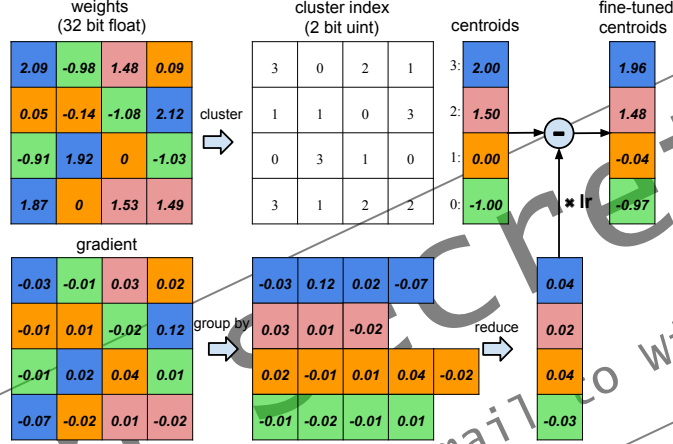 weights
(32 bit float)
cluster index
(2 bit uint)
centroids
fine-tuned
centroids
2.09 -0.98 1.48 0.09
3 0 2 1
3: 2.00
1.96
0.05 -0.14 -1.08 2.12
cluster
1 1 0 3
2: 1.50
1.48
-0.91 1.92 0 -1.03
0 3 1 0
1: 0.00
-0.04
1.87 0 1.53 1.49
3 1 2 2
0: -1.00
× lr
-0.97
gradient
-0.03 -0.01 0.03 0.02
-0.03 0.12 0.02 -0.07
0.04
-0.01 0.01 -0.02 0.12
group by
0.03 0.01 -0.02
reduce
0.02
-0.01 0.02 0.04 0.01
0.02 -0.01 0.01 0.04 -0.02
0.04
-0.07 -0.02 0.01 -0.02
-0.01 -0.02 -0.01 0.01
-0.03